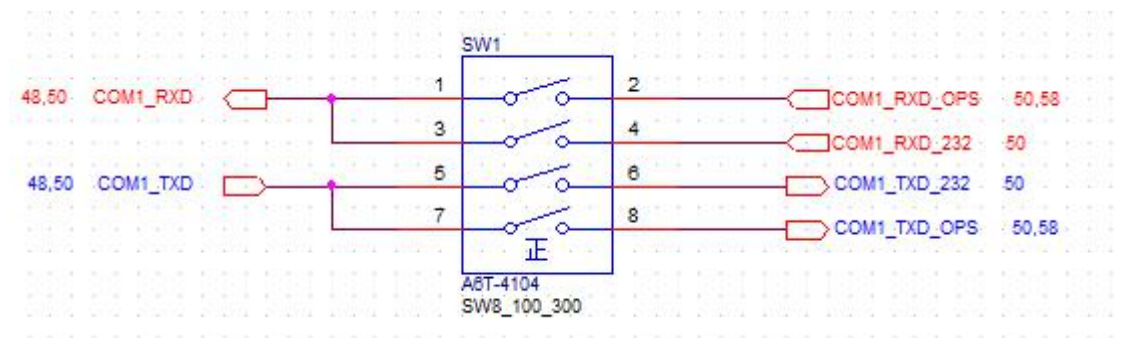 SW1
48,50 COM1_RXD 1 2 COM1_RXD_OPS 50,58
3 4 COM1_RXD_232 50
48,50 COM1_TXD 5 6 COM1_TXD_232 50
7 8 COM1_TXD_OPS 50,58
正
A6T-4104
SW8_100_300